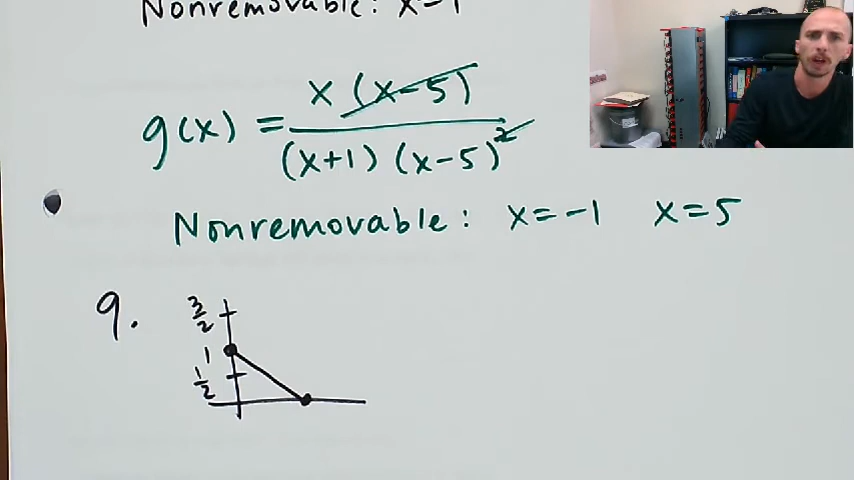 Nonremovable: x=1
g(x) = x (x-5) / (x+1) (x-5)^2
Nonremovable: x=-1 x=5
9.
3/2
1
1/2